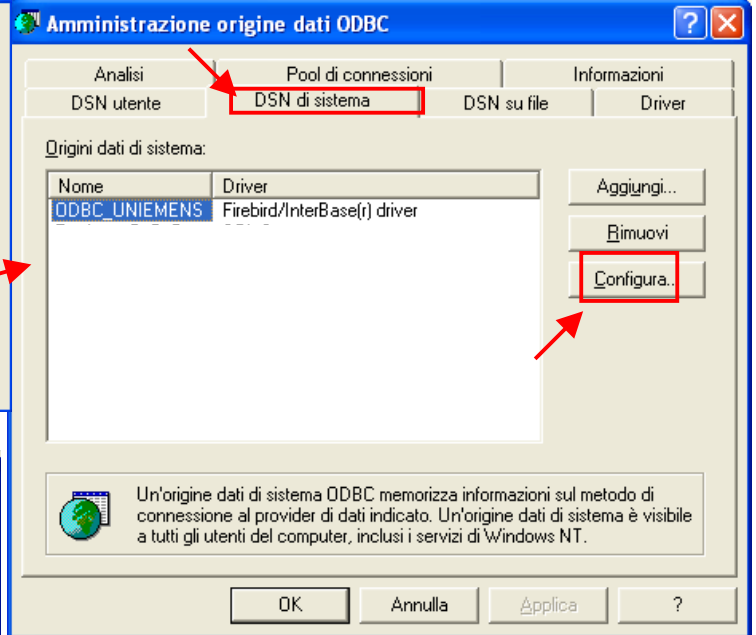 Amministrazione origine dati ODBC
Analisi Pool di connessioni Informazioni
DSN utente DSN di sistema DSN su file Driver
Origini dati di sistema:
Nome Driver
ODBC_UNIEMENS Firebird/InterBase(r) driver
Aggiungi...
Rimuovi
Configura..
Un'origine dati di sistema ODBC memorizza informazioni sul metodo di
connessione al provider di dati indicato. Un'origine dati di sistema è visibile
a tutti gli utenti del computer, inclusi i servizi di Windows NT.
OK Annulla Applica ?